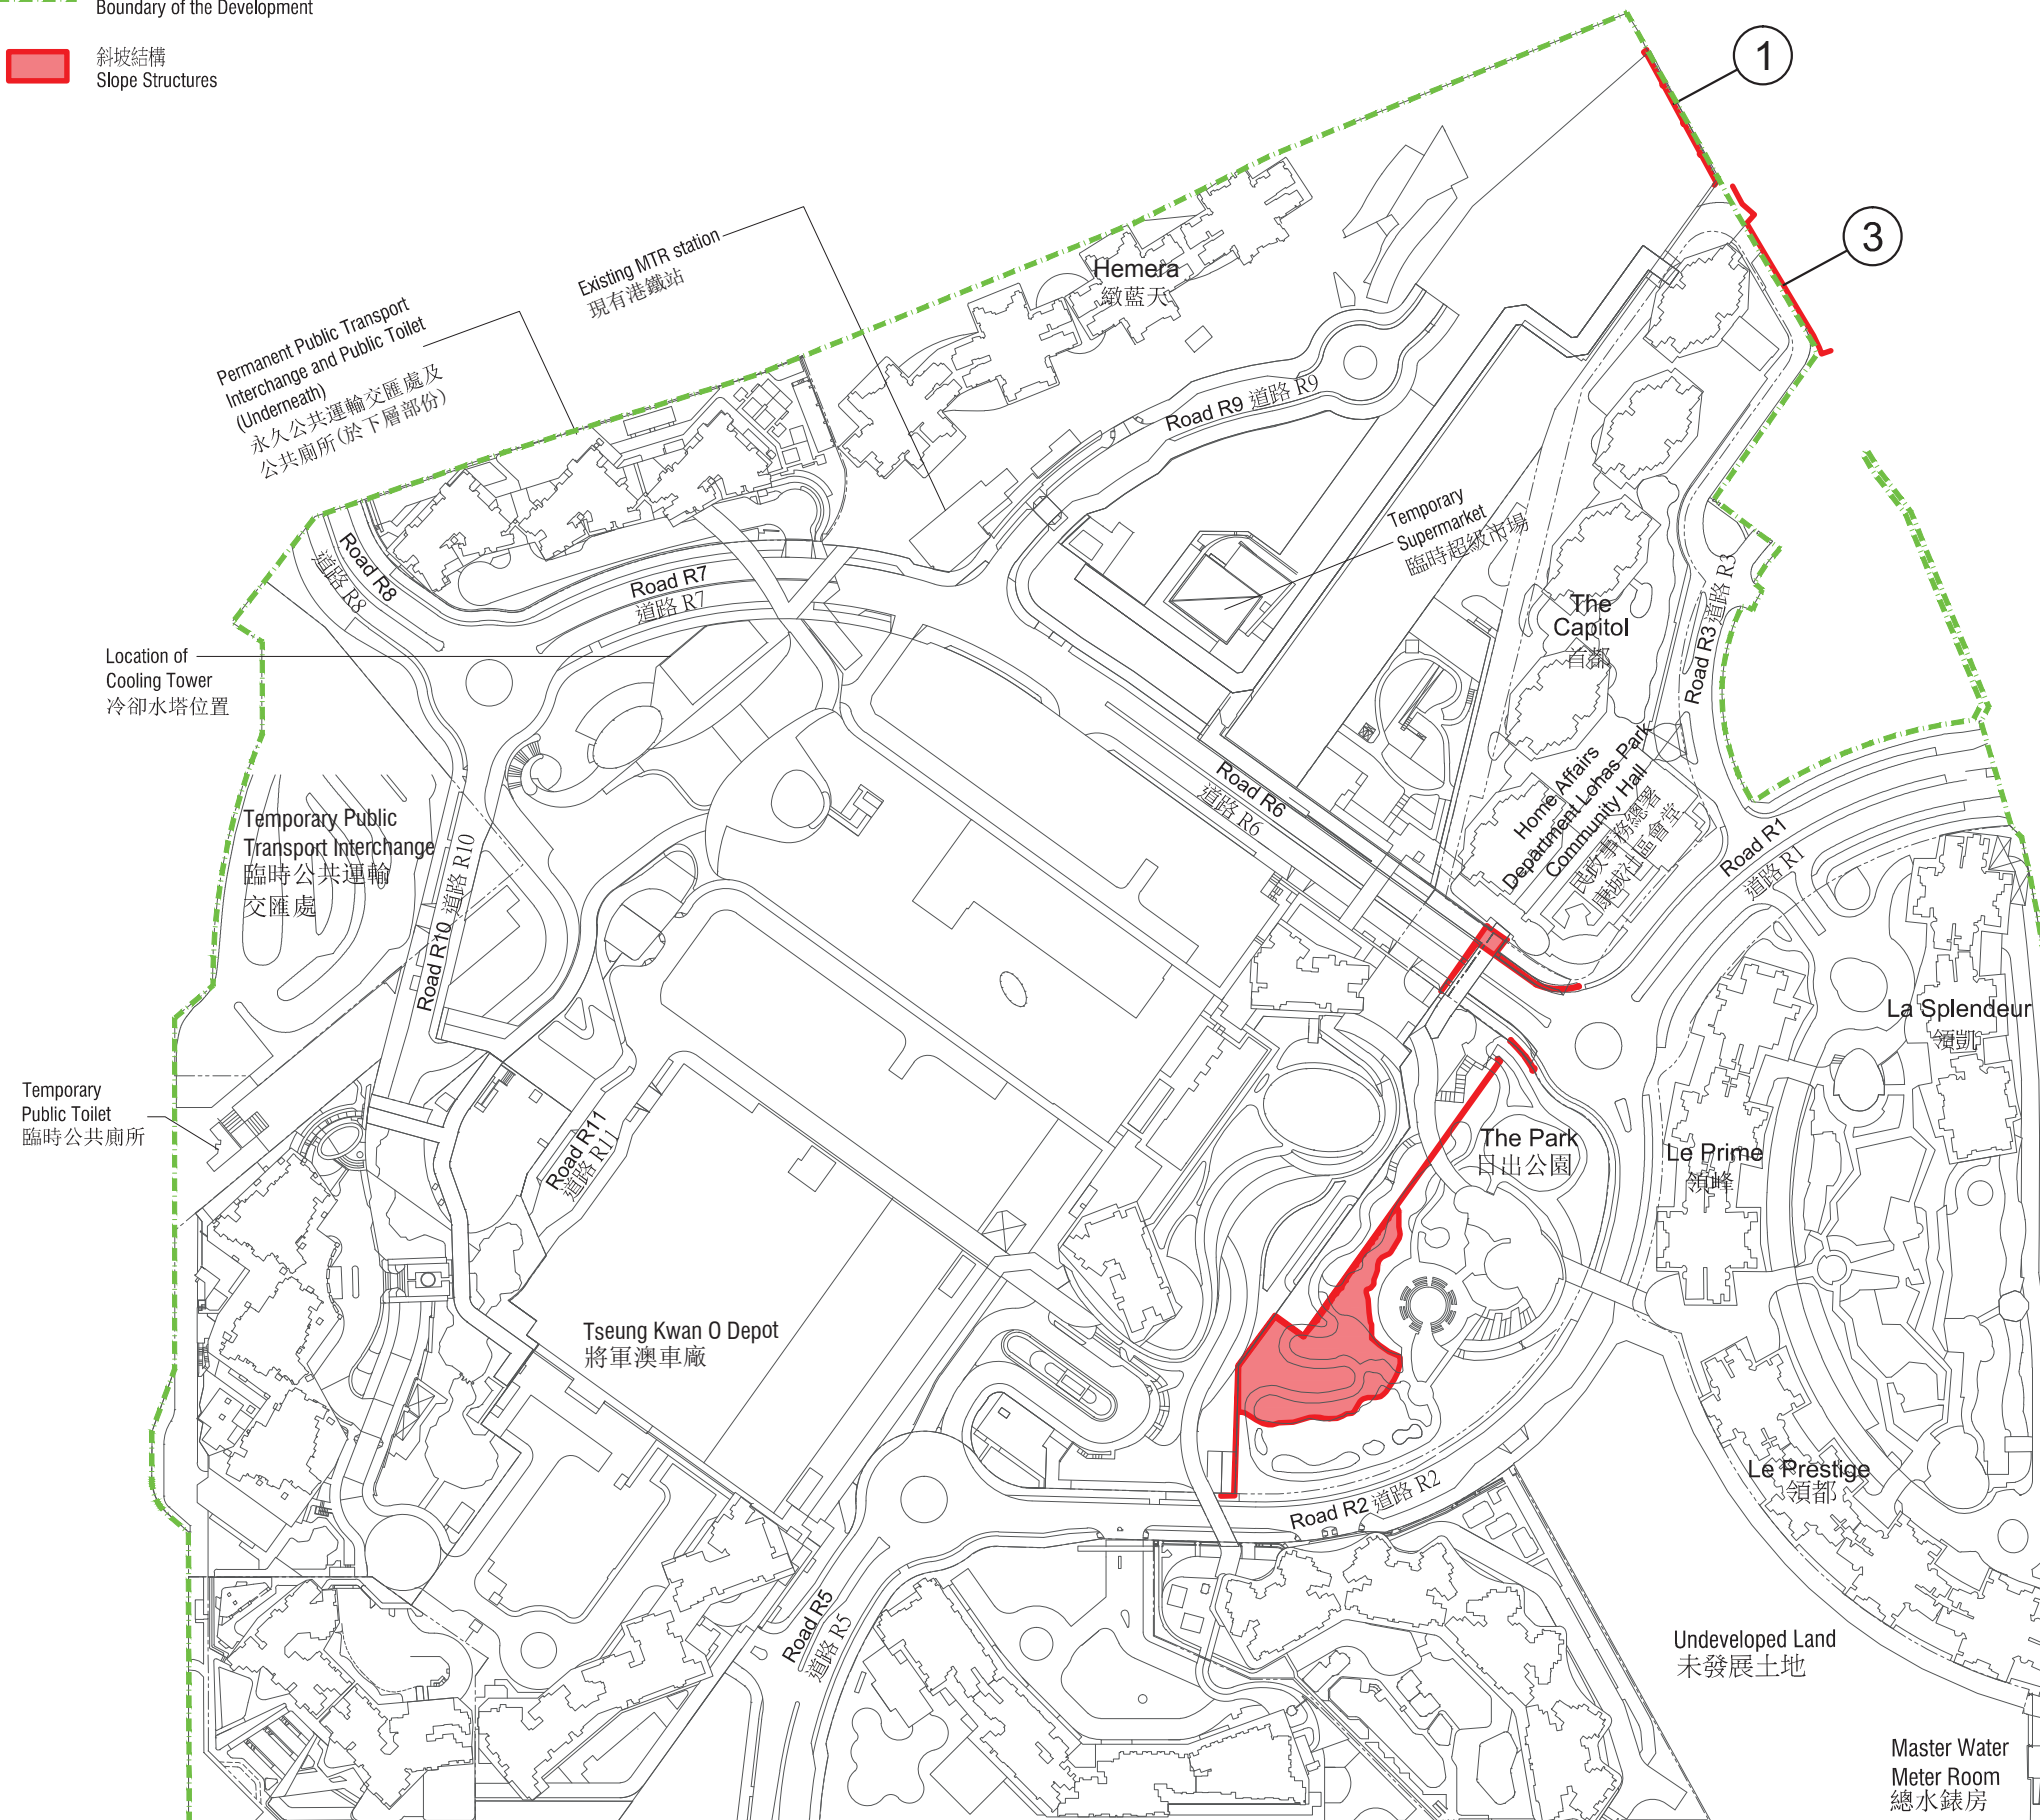 Boundary of the Development
斜坡結構
Slope Structures
1
3
Existing MTR station
現有港鐵站
Hemera
緻藍天
Permanent Public Transport
Interchange and Public Toilet
(Underneath)
永久公共運輸交匯處及
公共廁所(於下層部份)
Road R9 道路 R9
Temporary
Supermarket
臨時超級市場
Road R8
道路 R8
Road R7
道路 R7
The
Capitol
首都
Road R3 道路 R3
Location of
Cooling Tower
冷卻水塔位置
Road R6
道路 R6
Home Affairs
Department Lohas Park
Community Hall
民政事務總署
康城社區會堂
Temporary Public
Transport Interchange
臨時公共運輸
交匯處
Road R10 道路 R10
Road R1
道路 R1
La Splendeur
領凱
Temporary
Public Toilet
臨時公共廁所
Road R11
道路 R11
The Park
日出公園
Le Prime
領峰
Tseung Kwan O Depot
將軍澳車廠
Le Prestige
領都
Road R2 道路 R2
Road R5
道路 R5
Undeveloped Land
未發展土地
Master Water
Meter Room
總水錶房